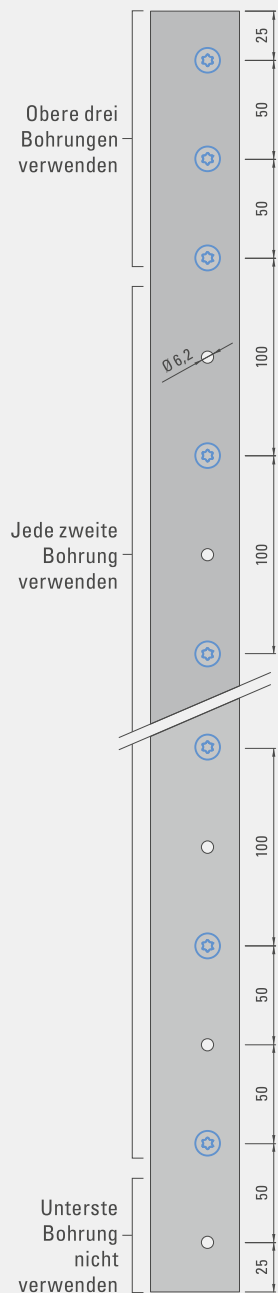 25
50
Obere drei
Bohrungen
verwenden
50
Ø 6,2
100
Jede zweite
Bohrung
verwenden
100
100
50
50
50
Unterste
Bohrung
nicht
verwenden
25